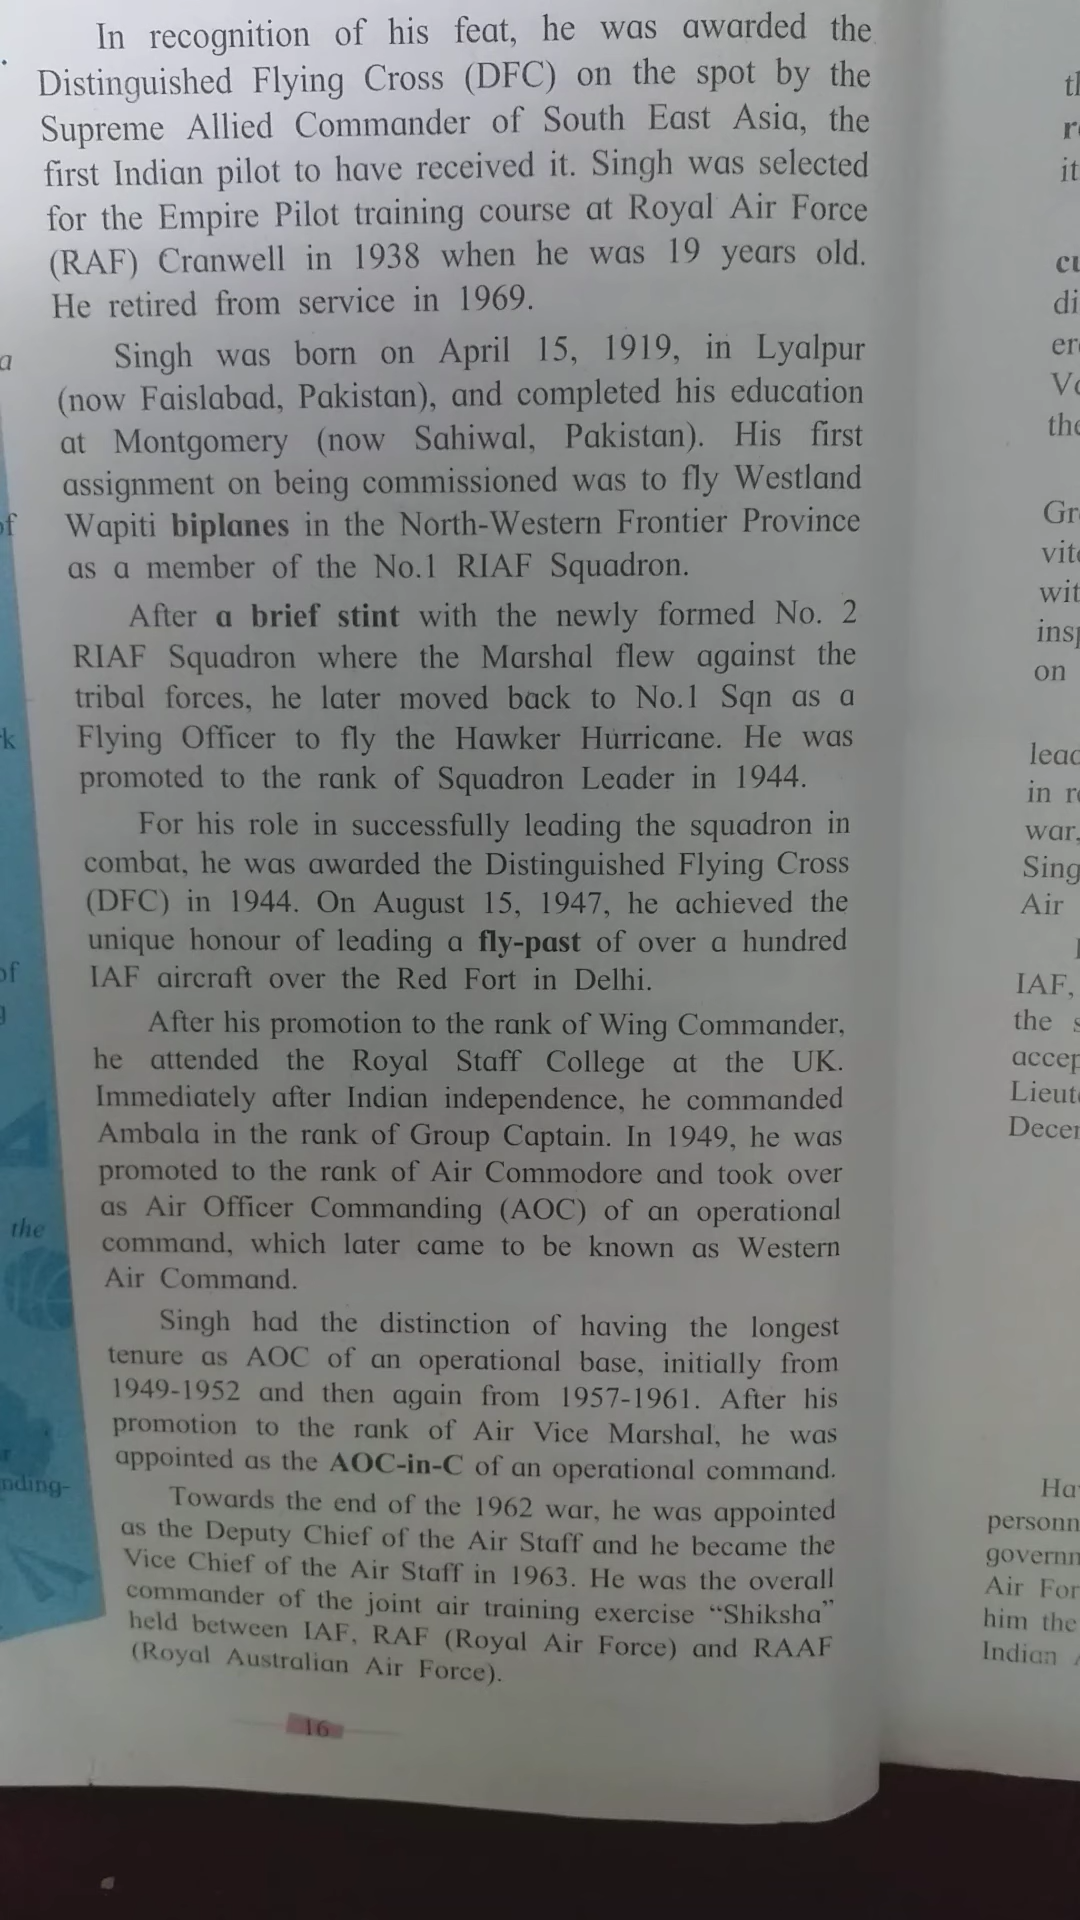 In recognition of his feat, he was awarded the
Distinguished Flying Cross (DFC) on the spot by the
Supreme Allied Commander of South East Asia, the
first Indian pilot to have received it. Singh was selected
for the Empire Pilot training course at Royal Air Force
(RAF) Cranwell in 1938 when he was 19 years old.
He retired from service in 1969.
Singh was born on April 15, 1919, in Lyalpur
(now Faislabad, Pakistan), and completed his education
at Montgomery (now Sahiwal, Pakistan). His first
assignment on being commissioned was to fly Westland
Wapiti biplanes in the North-Western Frontier Province
as a member of the No.1 RIAF Squadron.
After a brief stint with the newly formed No. 2
RIAF Squadron where the Marshal flew against the
tribal forces, he later moved back to No.1 Sqn as a
Flying Officer to fly the Hawker Hurricane. He was
promoted to the rank of Squadron Leader in 1944.
For his role in successfully leading the squadron in
combat, he was awarded the Distinguished Flying Cross
(DFC) in 1944. On August 15, 1947, he achieved the
unique honour of leading a fly-past of over a hundred
IAF aircraft over the Red Fort in Delhi.
After his promotion to the rank of Wing Commander,
he attended the Royal Staff College at the UK.
Immediately after Indian independence, he commanded
Ambala in the rank of Group Captain. In 1949, he was
promoted to the rank of Air Commodore and took over
as Air Officer Commanding (AOC) of an operational
command, which later came to be known as Western
Air Command.
Singh had the distinction of having the longest
tenure as AOC of an operational base, initially from
1949-1952 and then again from 1957-1961. After his
promotion to the rank of Air Vice Marshal, he was
appointed as the AOC-in-C of an operational command.
Towards the end of the 1962 war, he was appointed
as the Deputy Chief of the Air Staff and he became the
Vice Chief of the Air Staff in 1963. He was the overall
commander of the joint air training exercise “Shiksha”
held between IAF, RAF (Royal Air Force) and RAAF
(Royal Australian Air Force).
16
a
the
nding-
it
on
in
war,
Air
IAF,
the
Air
him the
Indian